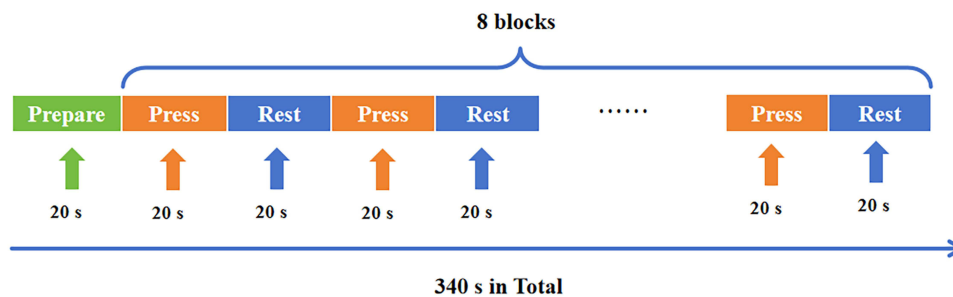 8 blocks
Prepare Press Rest Press Rest ...... Press Rest
20 s 20 s 20 s 20 s 20 s 20 s 20 s
340 s in Total